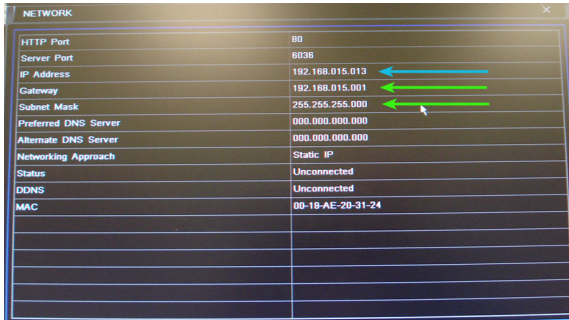 NETWORK
HTTP Port 80
Server Port 6036
IP Address 192.168.015.013
Gateway 192.168.015.001
Subnet Mask 255.255.255.000
Preferred DNS Server 000.000.000.000
Alternate DNS Server 000.000.000.000
Networking Approach Static IP
Status Unconnected
DDNS Unconnected
MAC 00-18-AE-20-31-24